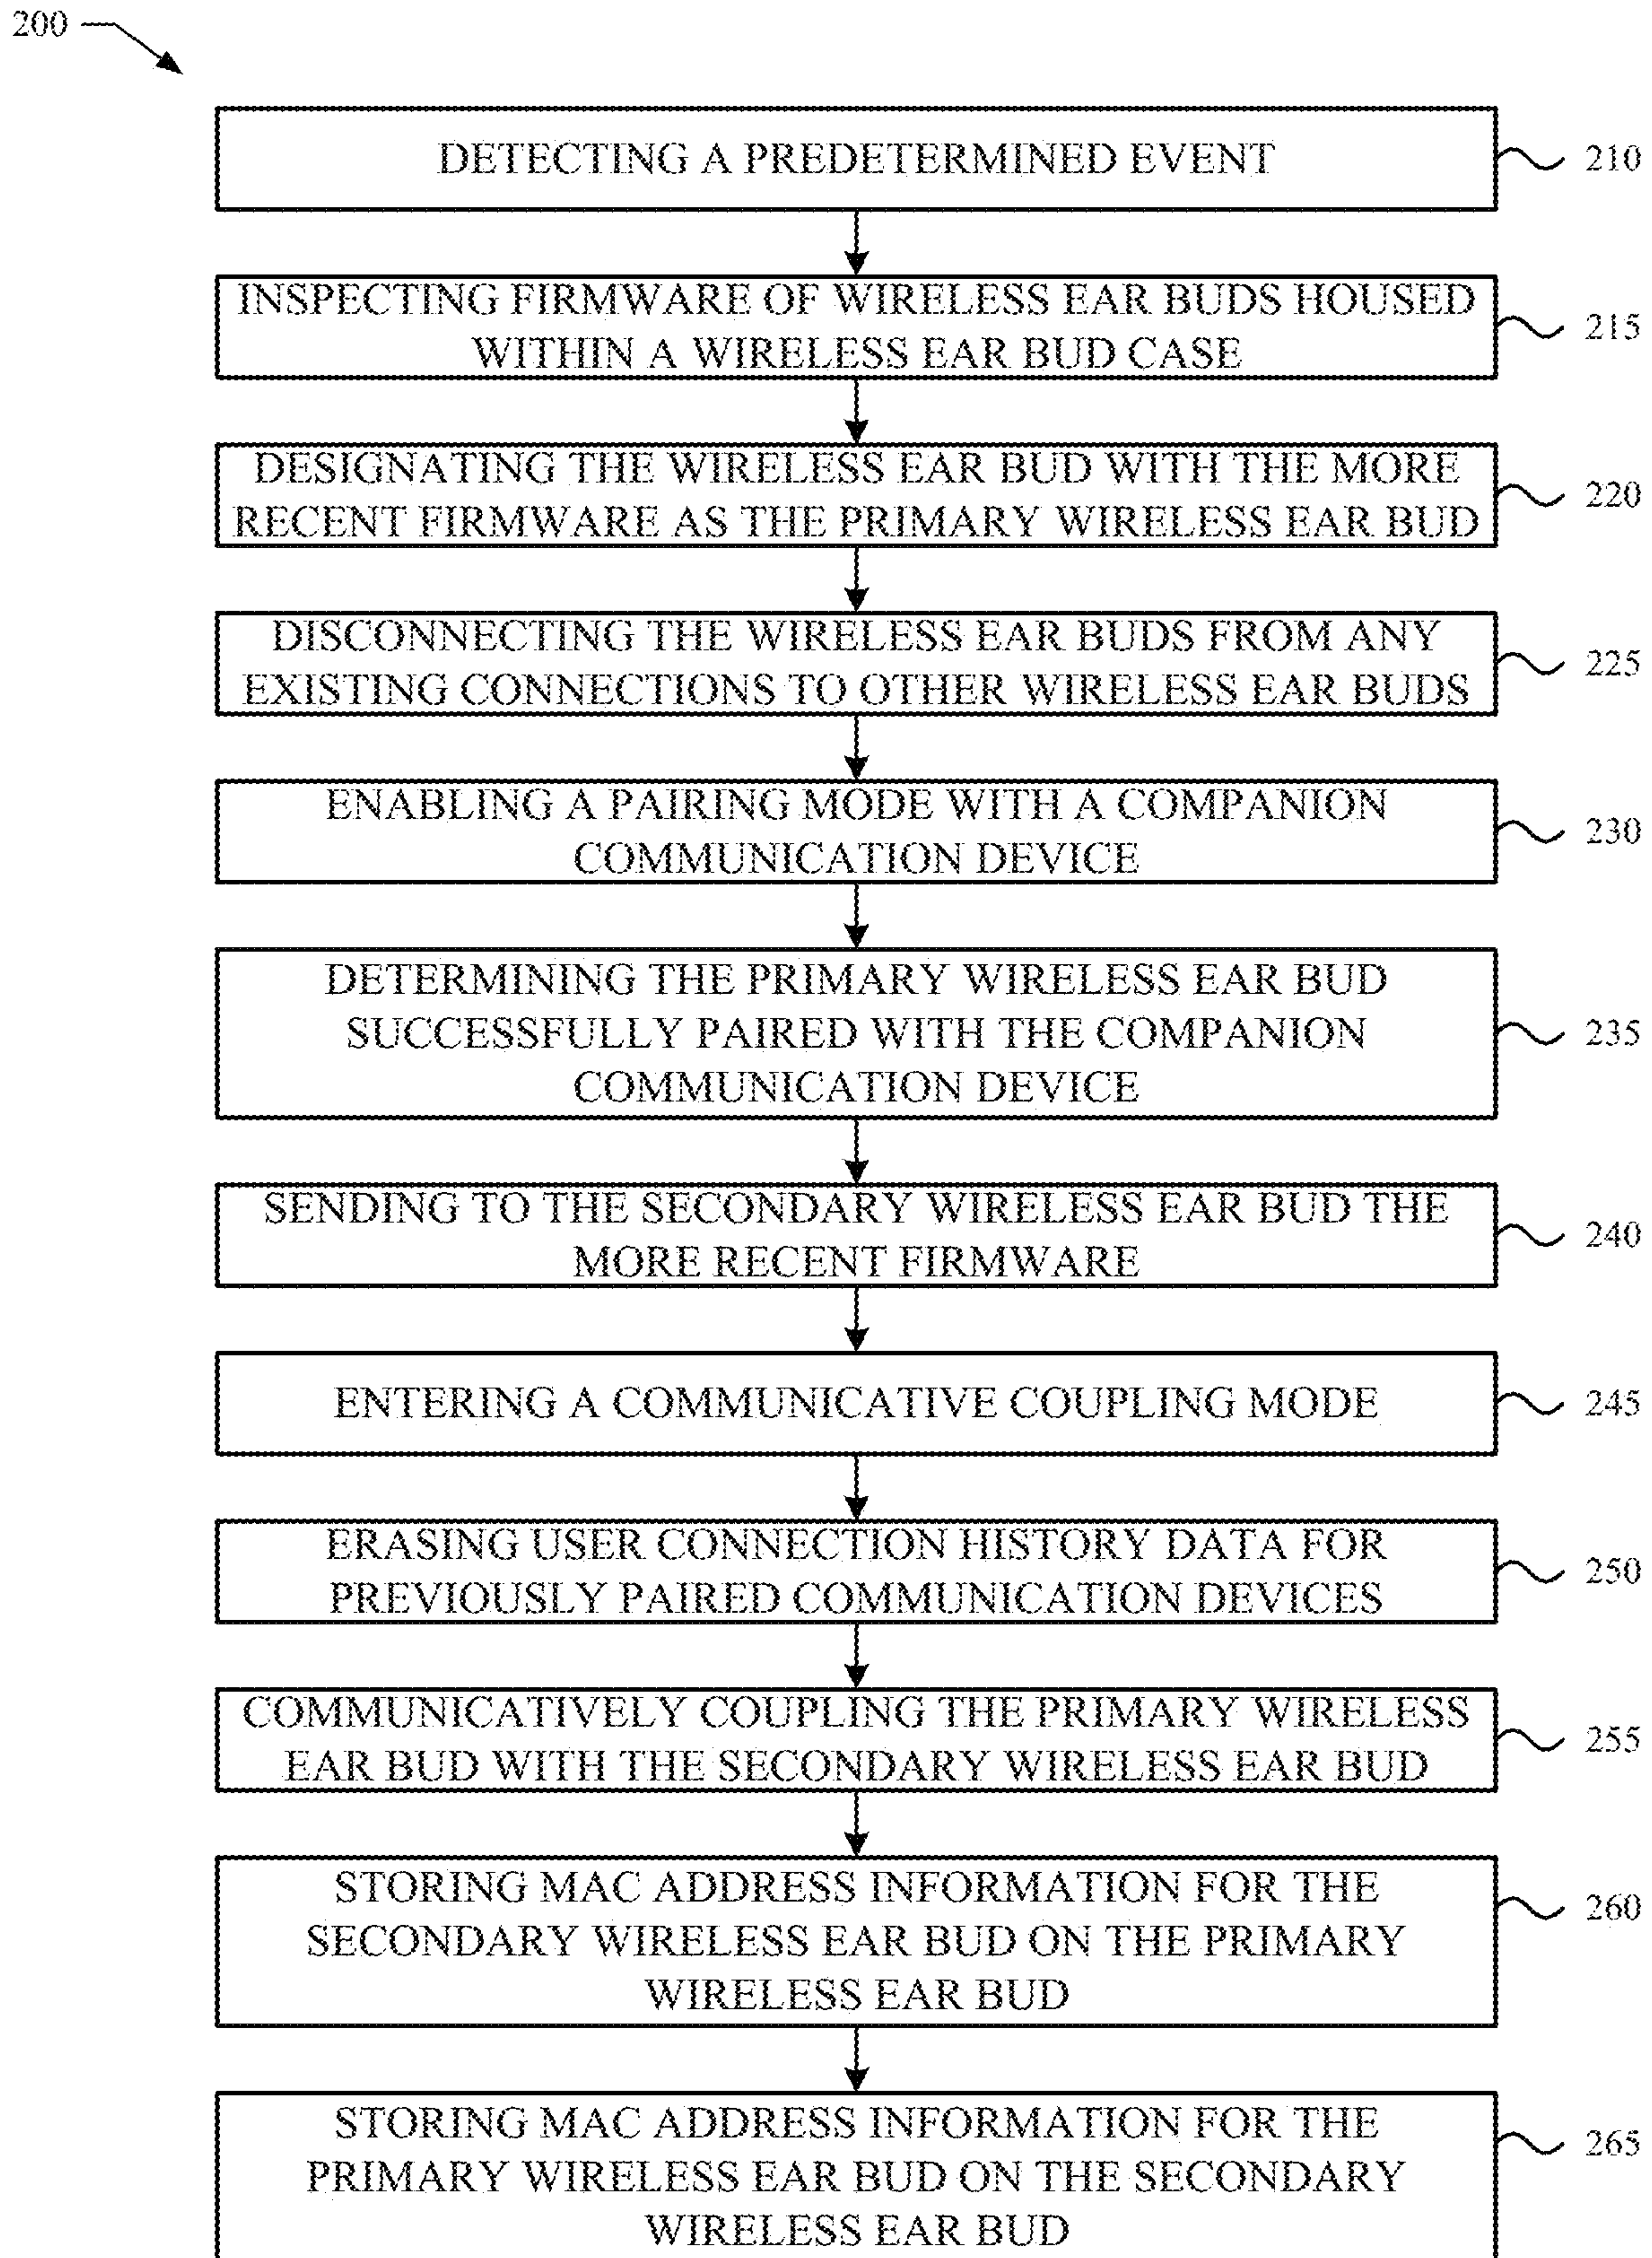 200
DETECTING A PREDETERMINED EVENT
210
INSPECTING FIRMWARE OF WIRELESS EAR BUDS HOUSED
WITHIN A WIRELESS EAR BUD CASE
215
DESIGNATING THE WIRELESS EAR BUD WITH THE MORE
RECENT FIRMWARE AS THE PRIMARY WIRELESS EAR BUD
220
DISCONNECTING THE WIRELESS EAR BUDS FROM ANY
EXISTING CONNECTIONS TO OTHER WIRELESS EAR BUDS
225
ENABLING A PAIRING MODE WITH A COMPANION
COMMUNICATION DEVICE
230
DETERMINING THE PRIMARY WIRELESS EAR BUD
SUCCESSFULLY PAIRED WITH THE COMPANION
COMMUNICATION DEVICE
235
SENDING TO THE SECONDARY WIRELESS EAR BUD THE
MORE RECENT FIRMWARE
240
ENTERING A COMMUNICATIVE COUPLING MODE
245
ERASING USER CONNECTION HISTORY DATA FOR
PREVIOUSLY PAIRED COMMUNICATION DEVICES
250
COMMUNICATIVELY COUPLING THE PRIMARY WIRELESS
EAR BUD WITH THE SECONDARY WIRELESS EAR BUD
255
STORING MAC ADDRESS INFORMATION FOR THE
SECONDARY WIRELESS EAR BUD ON THE PRIMARY
WIRELESS EAR BUD
260
STORING MAC ADDRESS INFORMATION FOR THE
PRIMARY WIRELESS EAR BUD ON THE SECONDARY
WIRELESS EAR BUD
265